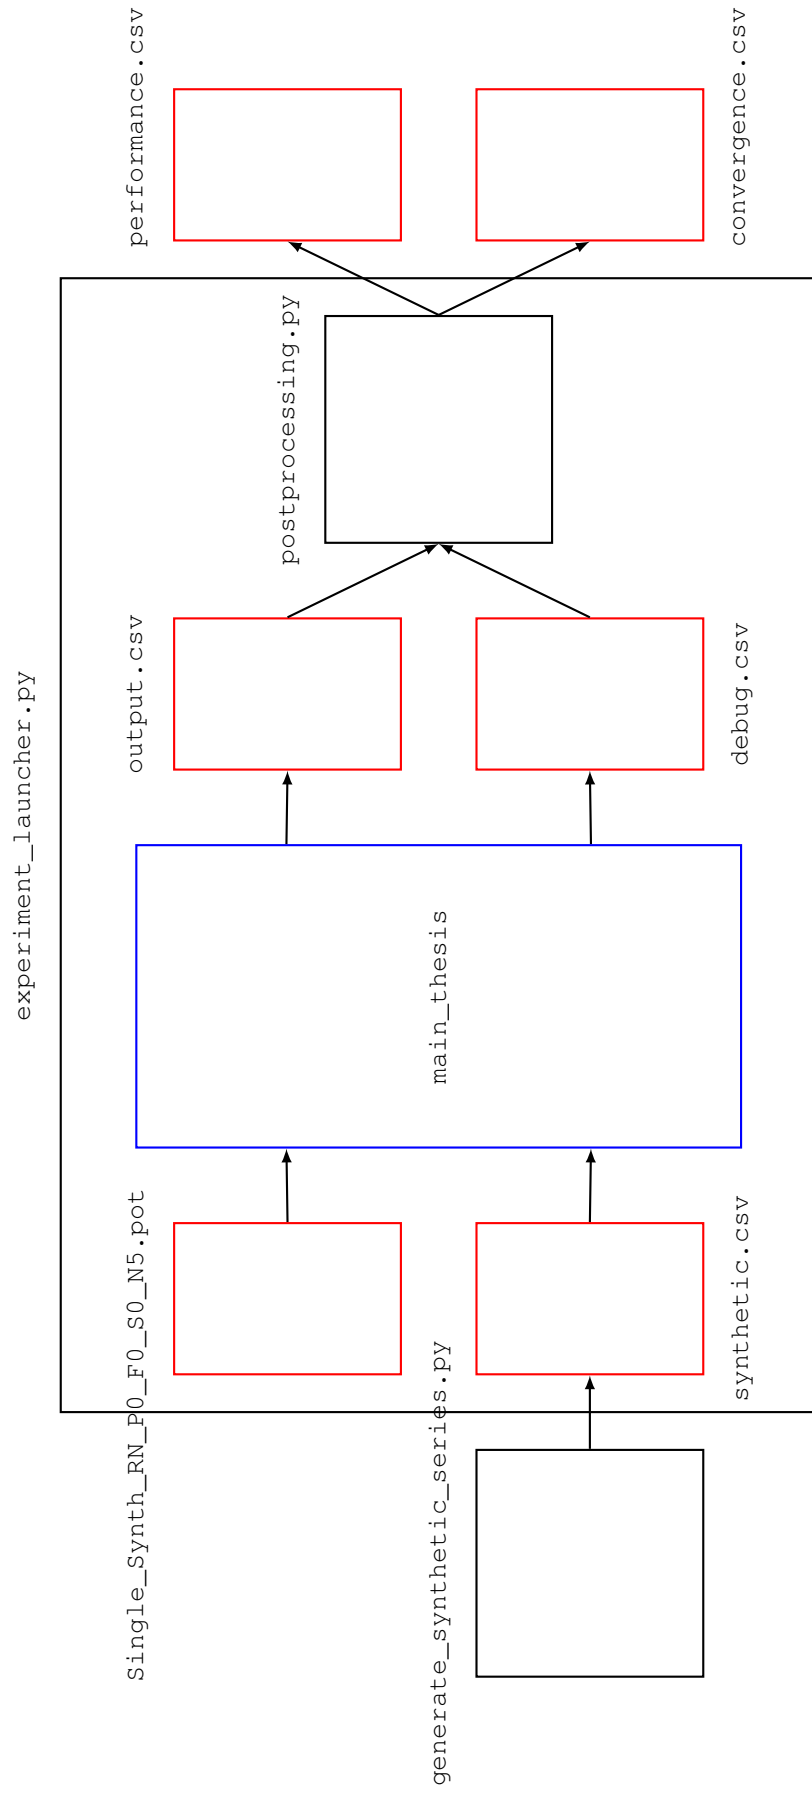 experiment_launcher.py
Single_Synth_RN_P0_F0_S0_N5.pot
output.csv
performance.csv
postprocessing.py
generate_synthetic_series.py
main_thesis
synthetic.csv
debug.csv
convergence.csv